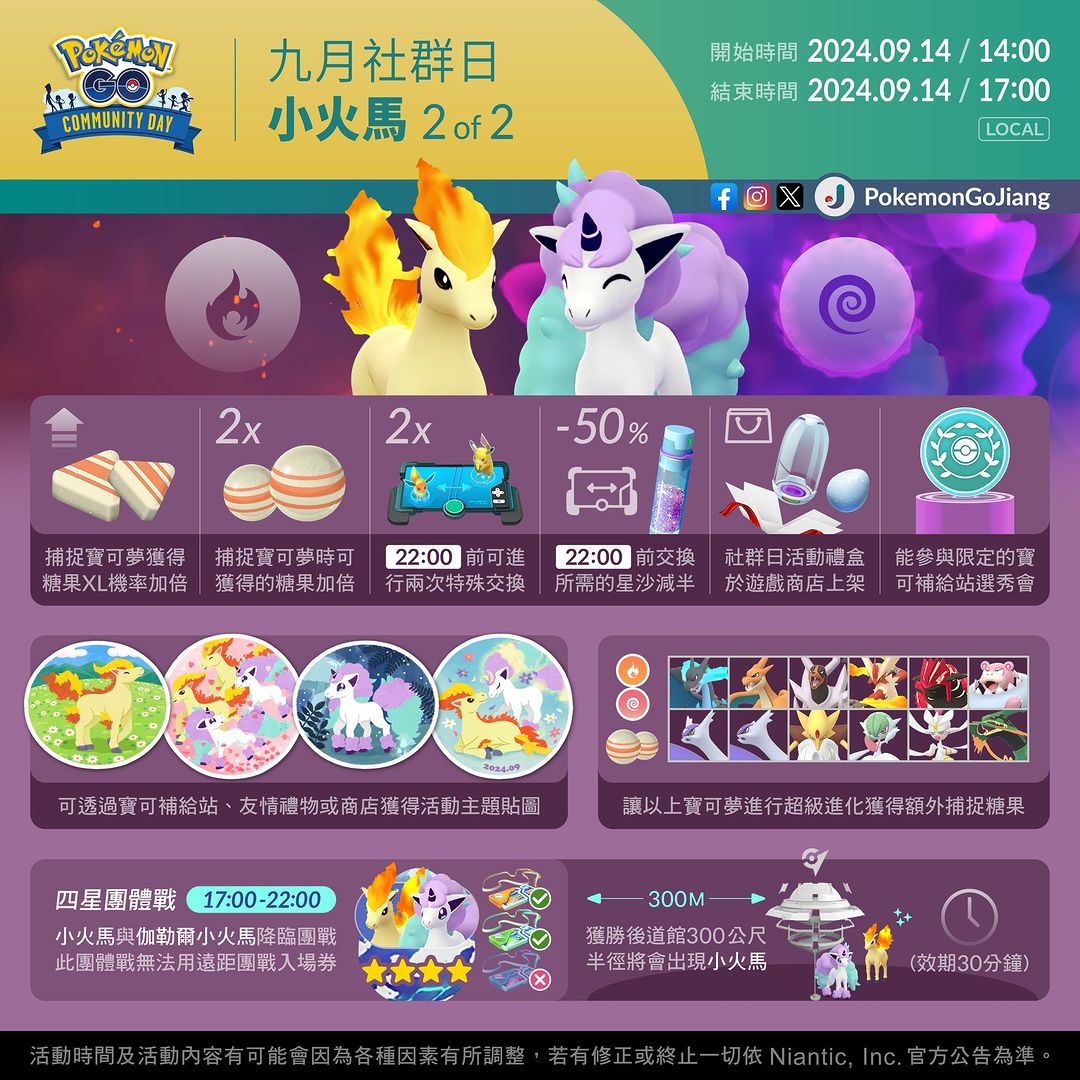 Pokémon
GO
COMMUNITY DAY
九月社群日
小火馬 2 of 2
開始時間 2024.09.14 / 14:00
結束時間 2024.09.14 / 17:00
LOCAL
PokemonGoJiang
捕捉寶可夢獲得
糖果XL機率加倍
2x
捕捉寶可夢時可
獲得的糖果加倍
2x
22:00 前可進
行兩次特殊交換
-50%
22:00 前交換
所需的星沙減半
社群日活動禮盒
於遊戲商店上架
能參與限定的寶
可補給站選秀會
2024.09
可透過寶可補給站、友情禮物或商店獲得活動主題貼圖
讓以上寶可夢進行超級進化獲得額外捕捉糖果
四星團體戰 17:00-22:00
小火馬與伽勒爾小火馬降臨團戰
此團體戰無法用遠距團戰入場券
300M
獲勝後道館300公尺
半徑將會出現小火馬
(效期30分鐘)
活動時間及活動內容有可能會因為各種因素有所調整，若有修正或終止一切依 Niantic, Inc. 官方公告為準。